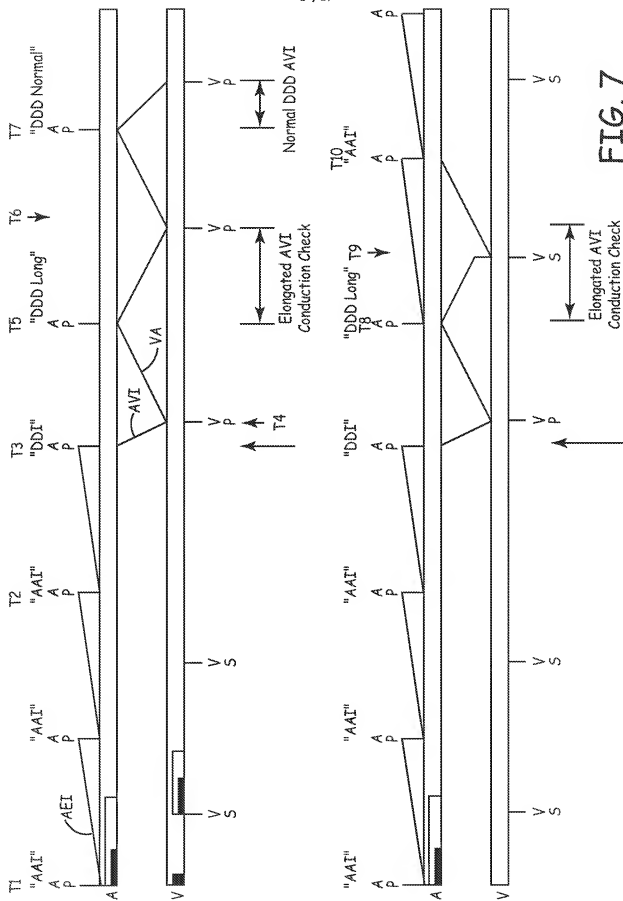 T1
T2
T3
T5
T6
T7
"AAI"
"AAI"
"AAI"
"DDI"
"DDD Long"
"DDD Normal"
A P
A P
A P
A P
A P
A P
AEI
AVI
VA
A
V
V S
V S
V P
V P
V P
T4
Elongated AVI
Conduction Check
Normal DDD AVI
T10
"AAI"
"AAI"
"AAI"
"DDI"
"DDD Long"
T8
T9
"AAI"
A P
A P
A P
A P
A P
A P
A P
A
V
V S
V S
V P
V S
V S
Elongated AVI
Conduction Check
FIG. 7